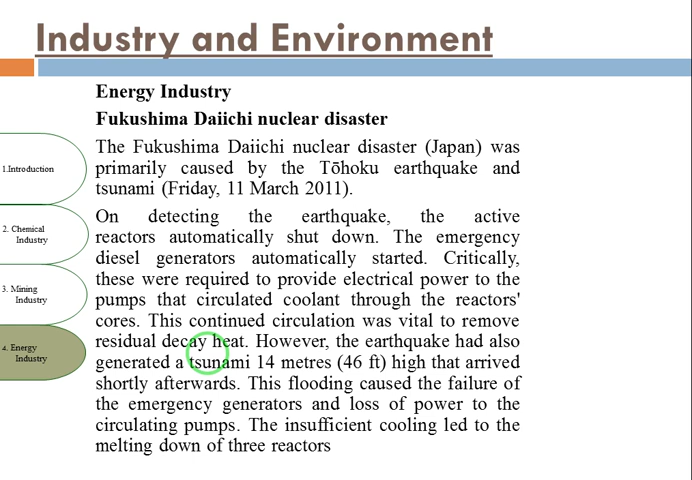 Industry and Environment
Energy Industry
Fukushima Daiichi nuclear disaster
The Fukushima Daiichi nuclear disaster (Japan) was
primarily caused by the Tōhoku earthquake and
tsunami (Friday, 11 March 2011).
On detecting the earthquake, the active
reactors automatically shut down. The emergency
diesel generators automatically started. Critically,
these were required to provide electrical power to the
pumps that circulated coolant through the reactors'
cores. This continued circulation was vital to remove
residual decay heat. However, the earthquake had also
generated a tsunami 14 metres (46 ft) high that arrived
shortly afterwards. This flooding caused the failure of
the emergency generators and loss of power to the
circulating pumps. The insufficient cooling led to the
melting down of three reactors
1.Introduction
2. Chemical
Industry
3. Mining
Industry
4. Energy
Industry